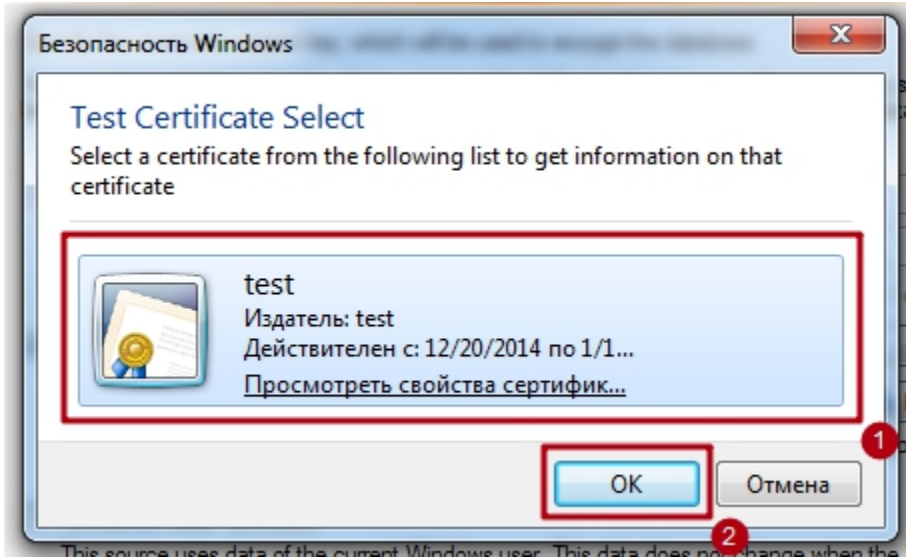 Безопасность Windows
Test Certificate Select
Select a certificate from the following list to get information on that
certificate
test
Издатель: test
Действителен с: 12/20/2014 по 1/1...
Просмотреть свойства сертифик...
1
OK
Отмена
2
This source uses data of the current Windows user. This data does not change when the